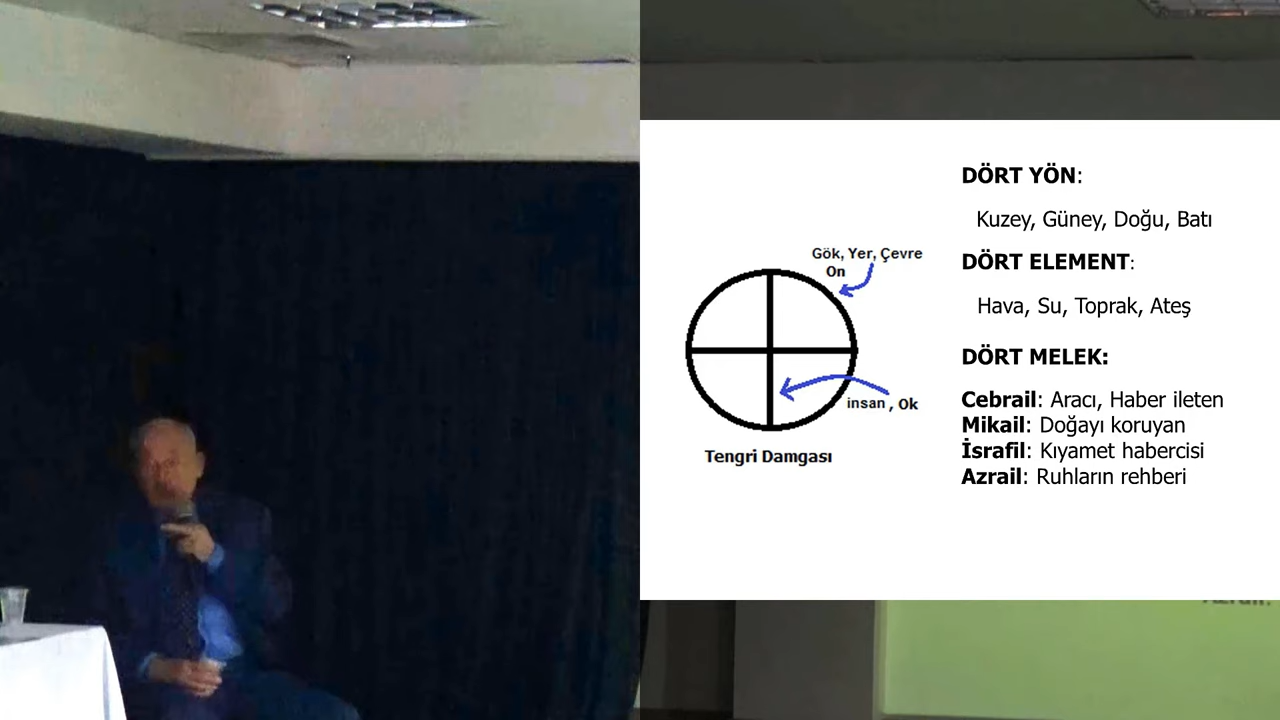 DÖRT YÖN:
Kuzey, Güney, Doğu, Batı
Gök, Yer, Çevre
On
DÖRT ELEMENT:
Hava, Su, Toprak, Ateş
DÖRT MELEK:
insan , Ok
Cebrail: Aracı, Haber ileten
Mikail: Doğayı koruyan
İsrafil: Kıyamet habercisi
Azrail: Ruhların rehberi
Tengri Damgası